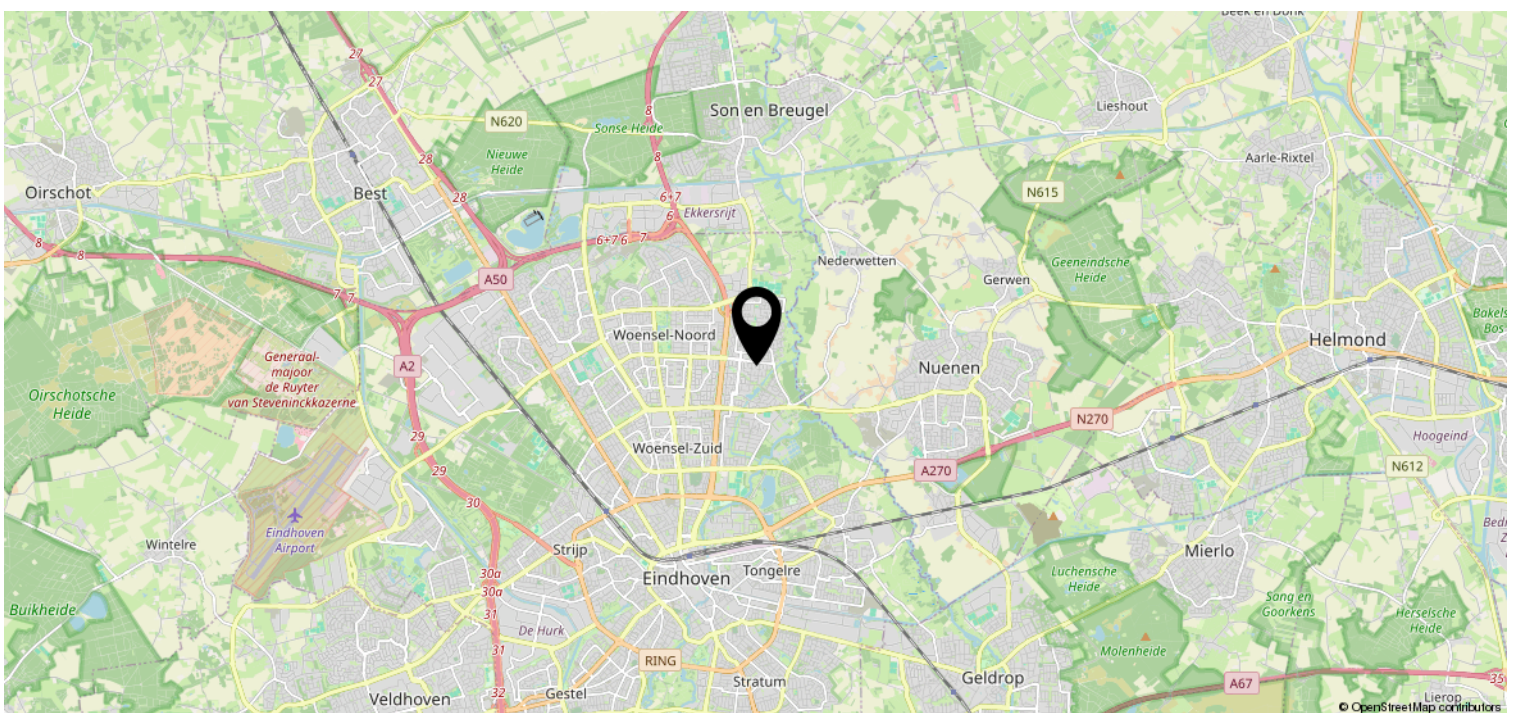 Beek en Donk
27
27
8
Son en Breugel
Lieshout
N620
Sonse Heide
28
8
Nieuwe
Heide
Aarle-Rixtel
Oirschot
Best
28
N615
6+7
6
Ekkersrijt
8
8
6+7 6
7
Nederwetten
Geeneindsche
Heide
A50
Gerwen
7
7
Bakels
Bos
Woensel-Noord
Helmond
Generaal-
majoor
de Ruyter
van Steveninckkazerne
A2
Nuenen
Oirschotsche
Heide
N270
29
Hoogeind
Woensel-Zuid
29
A270
N612
30
Eindhoven
Airport
Wintelre
Strijp
Mierlo
30a
Eindhoven
Tongelre
Luchensche
Heide
30a
Buikheide
31
Sang en
Goorkens
Herselsche
Heide
De Hurk
31
Molenheide
RING
Geldrop
A67
35
32
Veldhoven
Gestel
Stratum
Lierop
© OpenStreetMap contributors